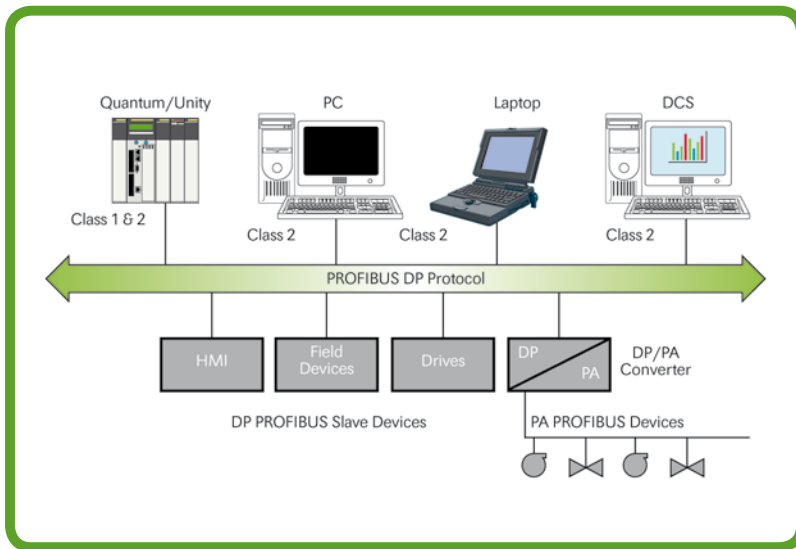 Quantum/Unity
PC
Laptop
DCS
Class 1 & 2
Class 2
Class 2
Class 2
PROFIBUS DP Protocol
HMI
Field
Devices
Drives
DP
PA
DP/PA
Converter
DP PROFIBUS Slave Devices
PA PROFIBUS Devices